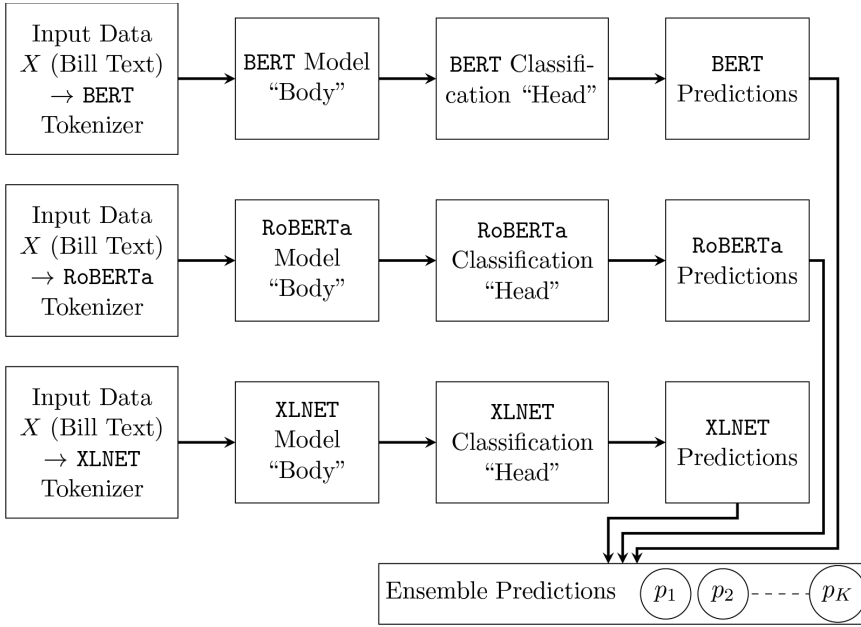 Input Data
X (Bill Text)
→ BERT
Tokenizer
BERT Model
“Body”
BERT Classifi-
cation “Head”
BERT
Predictions
Input Data
X (Bill Text)
→ RoBERTa
Tokenizer
RoBERTa
Model
“Body”
RoBERTa
Classification
“Head”
RoBERTa
Predictions
Input Data
X (Bill Text)
→ XLNET
Tokenizer
XLNET
Model
“Body”
XLNET
Classification
“Head”
XLNET
Predictions
Ensemble Predictions p1 p2 pK